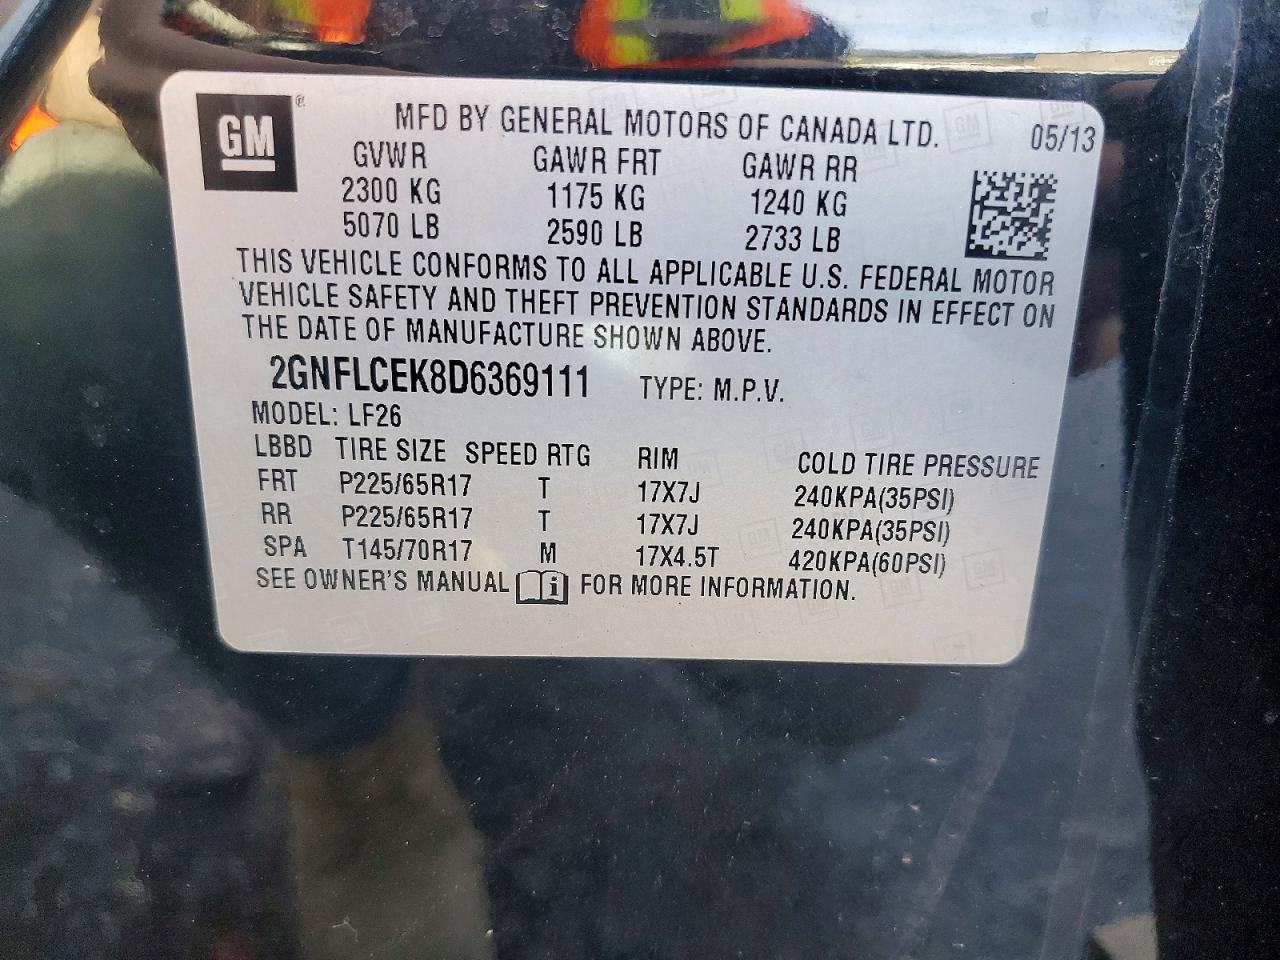 GM®
MFD BY GENERAL MOTORS OF CANADA LTD. 05/13
GVWR GAWR FRT GAWR RR
2300 KG 1175 KG 1240 KG
5070 LB 2590 LB 2733 LB
THIS VEHICLE CONFORMS TO ALL APPLICABLE U.S. FEDERAL MOTOR
VEHICLE SAFETY AND THEFT PREVENTION STANDARDS IN EFFECT ON
THE DATE OF MANUFACTURE SHOWN ABOVE.
2GNFLCEK8D6369111 TYPE: M.P.V.
MODEL: LF26
LBBD TIRE SIZE SPEED RTG RIM COLD TIRE PRESSURE
FRT P225/65R17 T 17X7J 240KPA(35PSI)
RR P225/65R17 T 17X7J 240KPA(35PSI)
SPA T145/70R17 M 17X4.5T 420KPA(60PSI)
SEE OWNER'S MANUAL i FOR MORE INFORMATION.